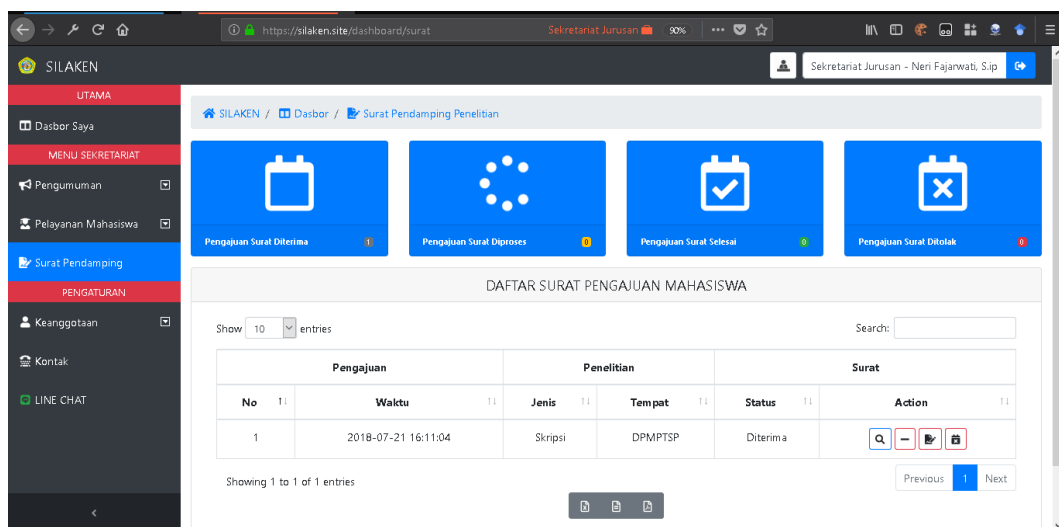 https://silaken.site/dashboard/surat
Sekretariat Jurusan
90%
SILAKEN
Sekretariat Jurusan - Neri Fajarwati, S.ip
UTAMA
Dasbor Saya
MENU SEKRETARIAT
Pengumuman
Pelayanan Mahasiswa
Surat Pendamping
PENGATURAN
Keanggotaan
Kontak
LINE CHAT
SILAKEN / Dasbor / Surat Pendamping Penelitian
Pengajuan Surat Diterima 1
Pengajuan Surat Diproses 0
Pengajuan Surat Selesai 0
Pengajuan Surat Ditolak 0
DAFTAR SURAT PENGAJUAN MAHASISWA
Show 10 entries
Search:
Pengajuan Penelitian Surat
No Waktu Jenis Tempat Status Action
1 2018-07-21 16:11:04 Skripsi DPMPTSP Diterima
Showing 1 to 1 of 1 entries
Previous 1 Next